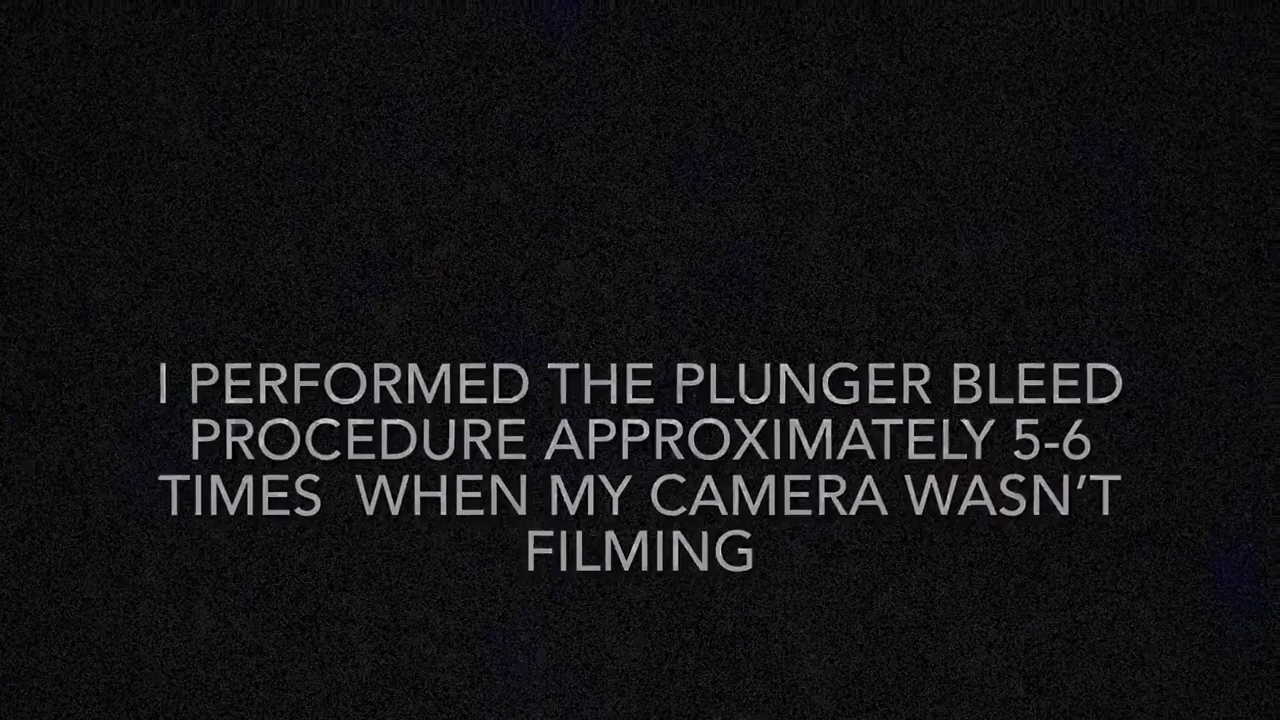 I PERFORMED THE PLUNGER BLEED
PROCEDURE APPROXIMATELY 5-6
TIMES  WHEN MY CAMERA WASN’T
FILMING